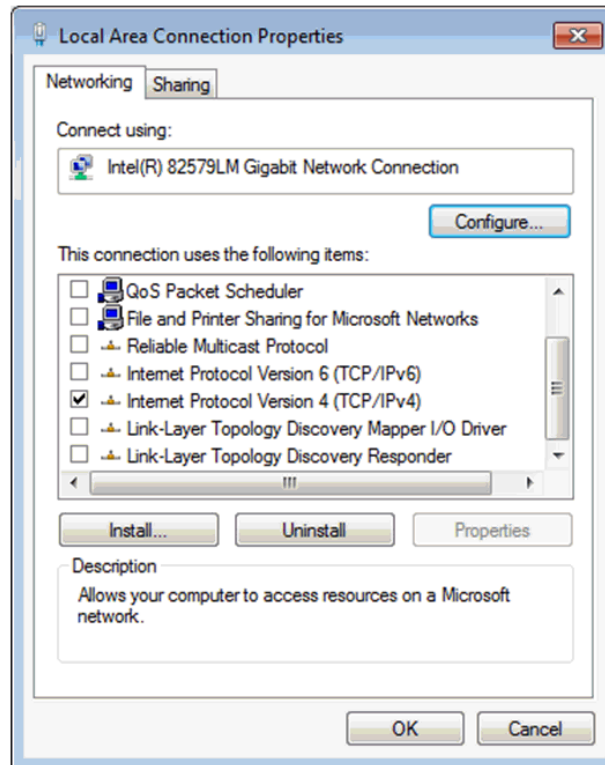 Local Area Connection Properties
Networking
Sharing
Connect using:
Intel(R) 82579LM Gigabit Network Connection
Configure...
This connection uses the following items:
QoS Packet Scheduler
File and Printer Sharing for Microsoft Networks
Reliable Multicast Protocol
Internet Protocol Version 6 (TCP/IPv6)
Internet Protocol Version 4 (TCP/IPv4)
Link-Layer Topology Discovery Mapper I/O Driver
Link-Layer Topology Discovery Responder
Install...
Uninstall
Properties
Description
Allows your computer to access resources on a Microsoft
network.
OK
Cancel